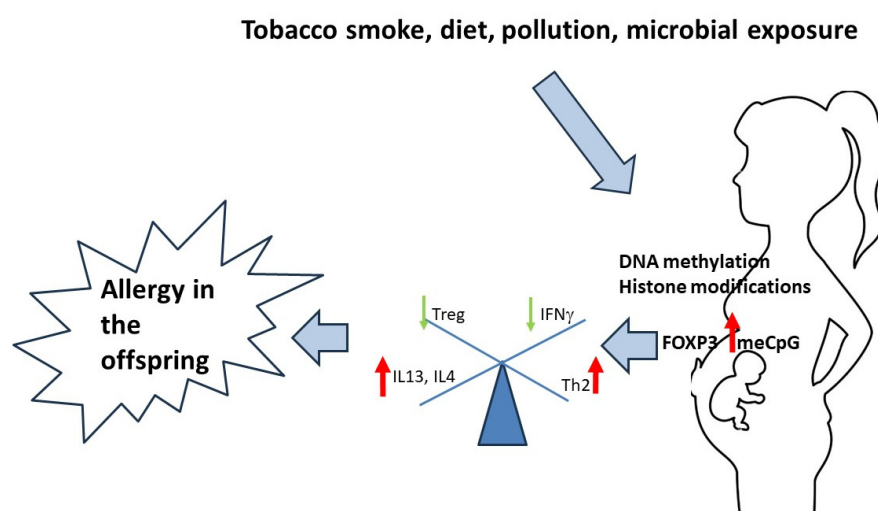 Tobacco smoke, diet, pollution, microbial exposure
DNA methylation
Histone modifications
FOXP3 meCpG
Treg
IFNγ
IL13, IL4
Th2
Allergy in
the
offspring